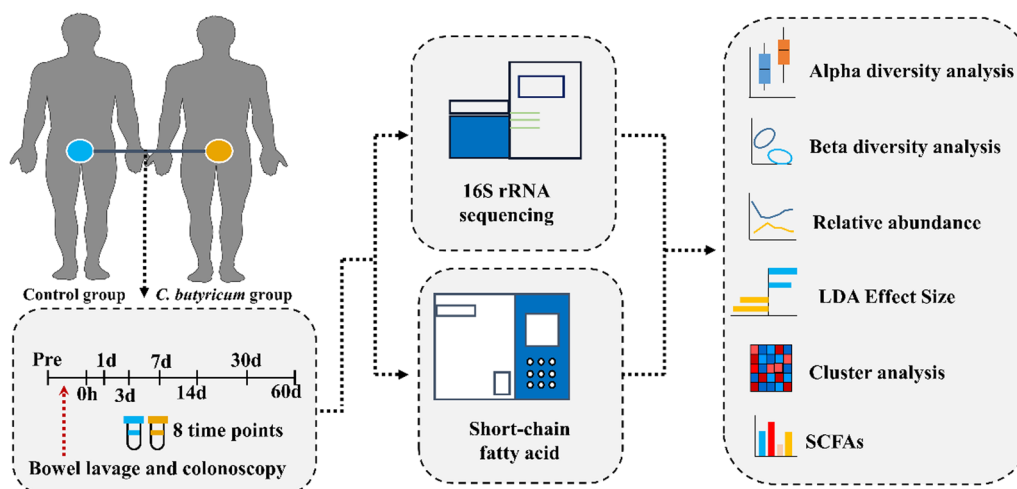 Control group
C. butyricum group
Pre
1d
7d
30d
0h
3d
14d
60d
8 time points
Bowel lavage and colonoscopy
16S rRNA
sequencing
Short-chain
fatty acid
Alpha diversity analysis
Beta diversity analysis
Relative abundance
LDA Effect Size
Cluster analysis
SCFAs